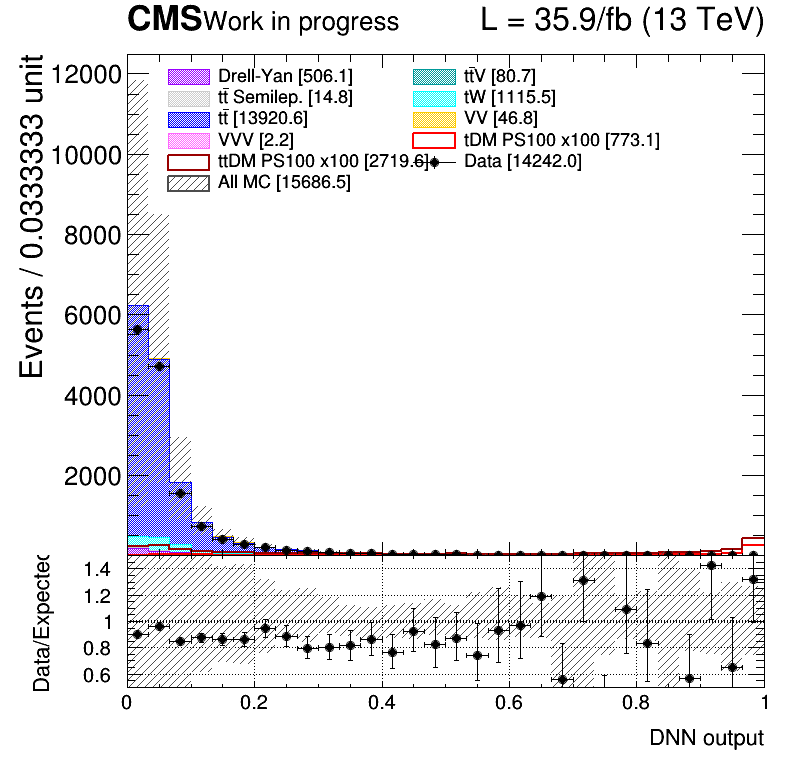 CMS Work in progress L = 35.9/fb (13 TeV)
Events / 0.0333333 unit
12000
10000
8000
6000
4000
2000
Drell-Yan [506.1] tt̄V [80.7]
tt̄ Semilep. [14.8] tW [1115.5]
tt̄ [13920.6] VV [46.8]
VVV [2.2] tDM PS100 x100 [773.1]
ttDM PS100 x100 [2719.6] Data [14242.0]
All MC [15686.5]
Data/Expected
1.4
1.2
1
0.8
0.6
0 0.2 0.4 0.6 0.8 1
DNN output